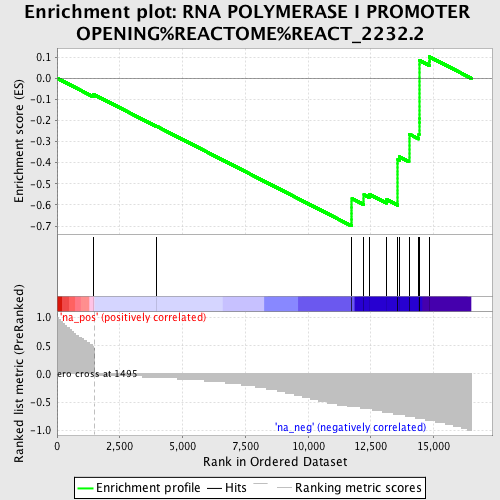 Enrichment plot: RNA POLYMERASE I PROMOTER
OPENING%REACTOME%REACT_2232.2
Enrichment score (ES)
0.1
0.0
-0.1
-0.2
-0.3
-0.4
-0.5
-0.6
-0.7
'na_pos' (positively correlated)
Ranked list metric (PreRanked)
1.0
0.5
0.0
-0.5
-1.0
ero cross at 1495
'na_neg' (negatively correlated)
0 2,500 5,000 7,500 10,000 12,500 15,000
Rank in Ordered Dataset
Enrichment profile Hits Ranking metric scores